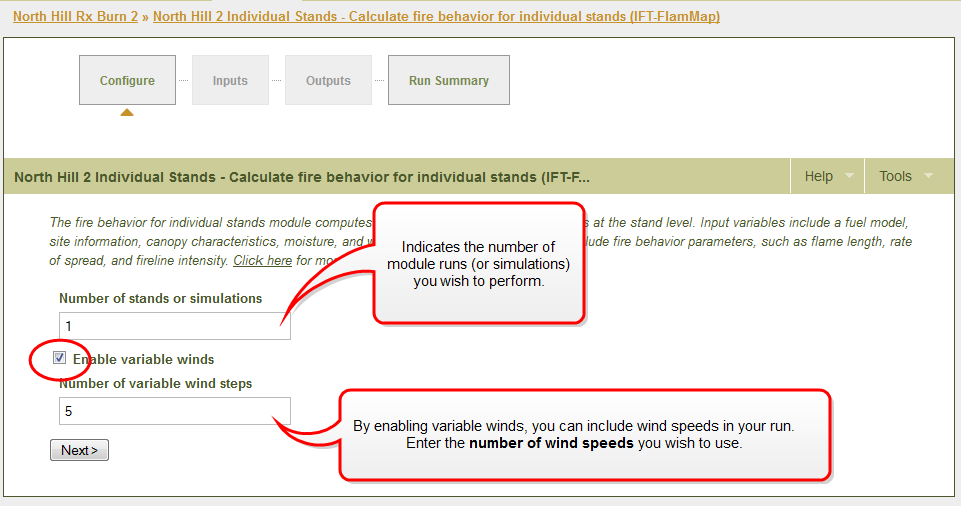 North Hill Rx Burn 2 » North Hill 2 Individual Stands - Calculate fire behavior for individual stands (IFT-FlamMap)
Configure Inputs Outputs Run Summary
North Hill 2 Individual Stands - Calculate fire behavior for individual stands (IFT-F... Help Tools
The fire behavior for individual stands module computes at the stand level. Input variables include a fuel model,
site information, canopy characteristics, moisture, and fire behavior parameters, such as flame length, rate
of spread, and fireline intensity. Click here for
Indicates the number of
module runs (or simulations)
you wish to perform.
Number of stands or simulations
1
Enable variable winds
Number of variable wind steps
5
By enabling variable winds, you can include wind speeds in your run.
Enter the number of wind speeds you wish to use.
Next >